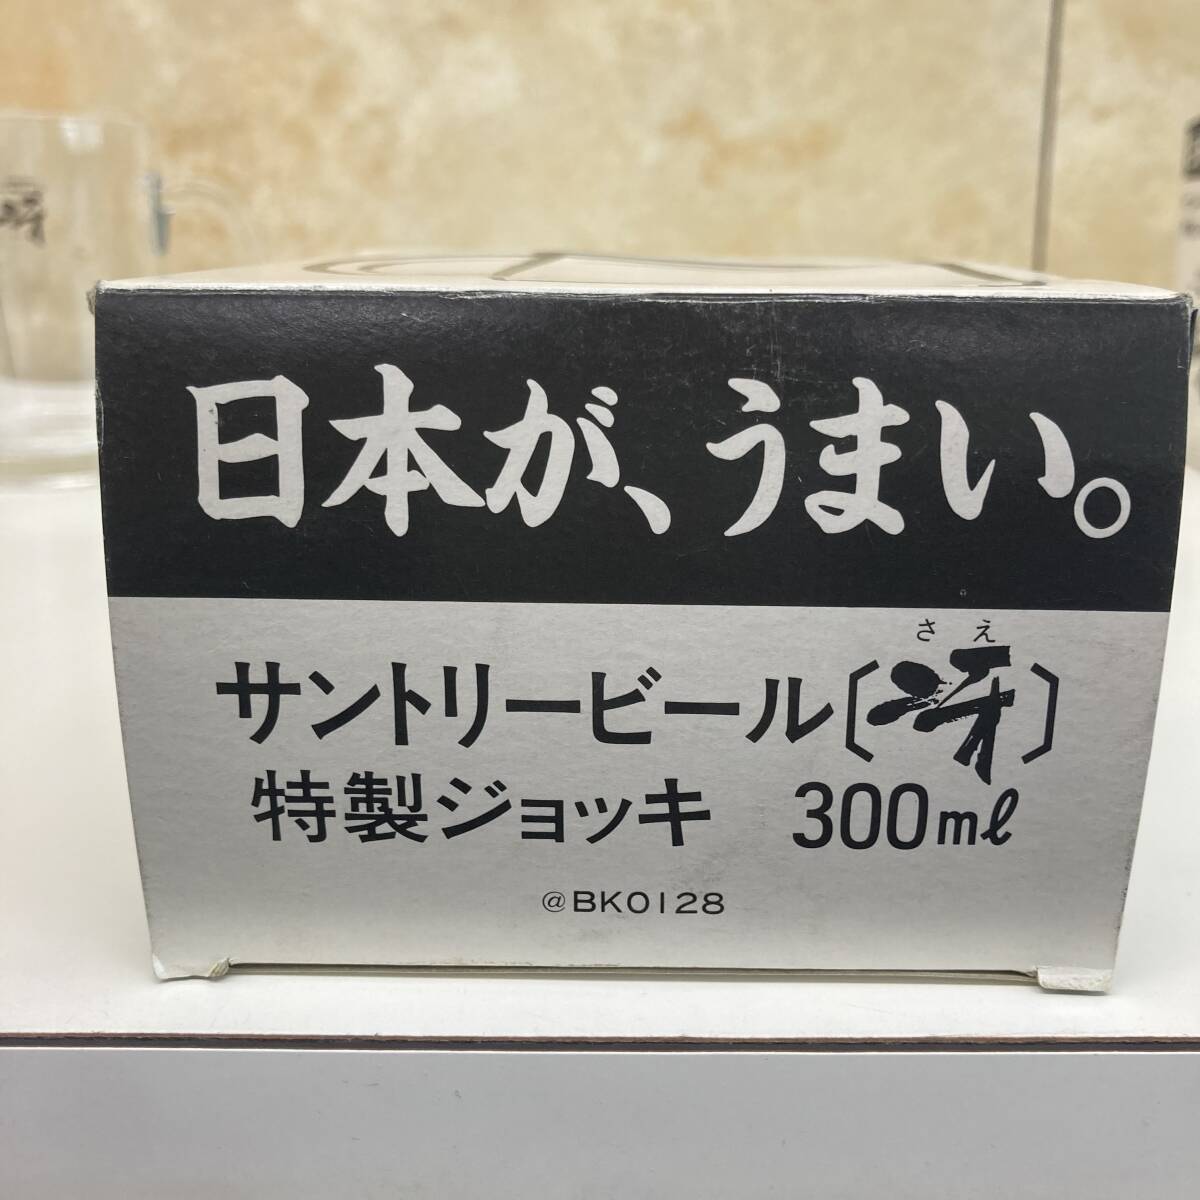 日本が、うまい。
さえ
サントリービール〔冴〕
特製ジョッキ 300ml
@BK0128